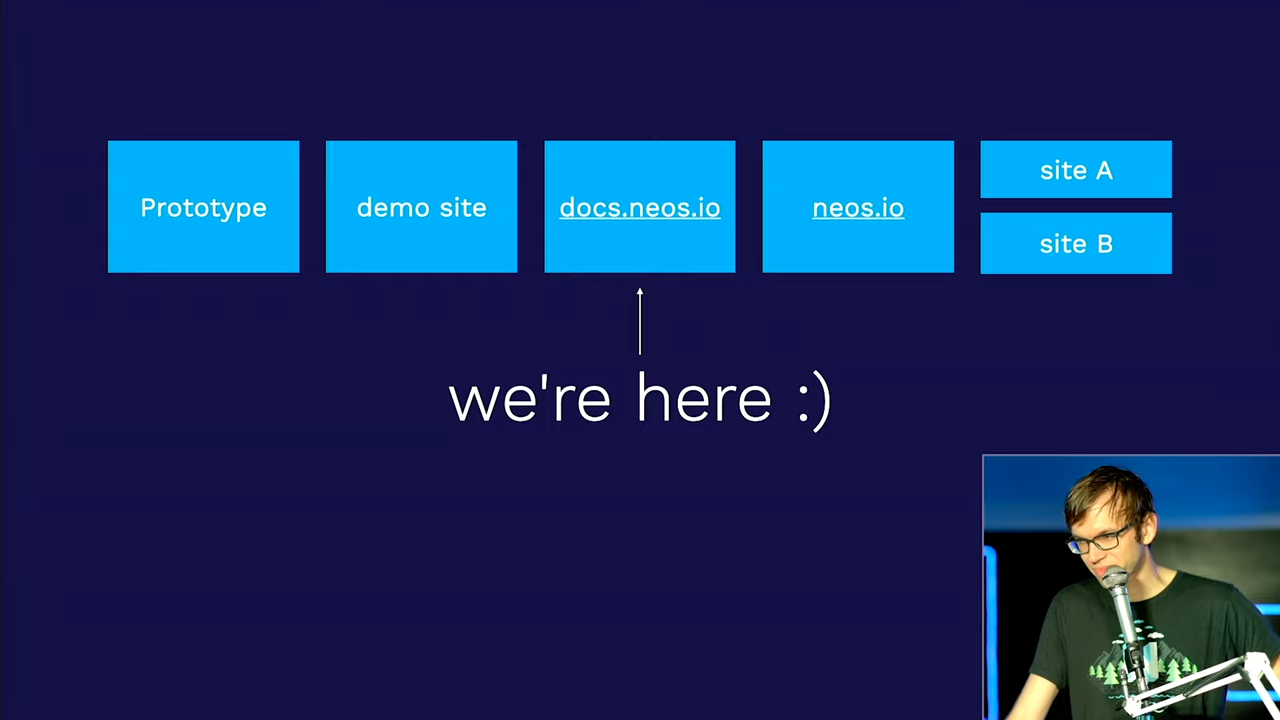 Prototype
demo site
docs.neos.io
neos.io
site A
site B
we're here :)